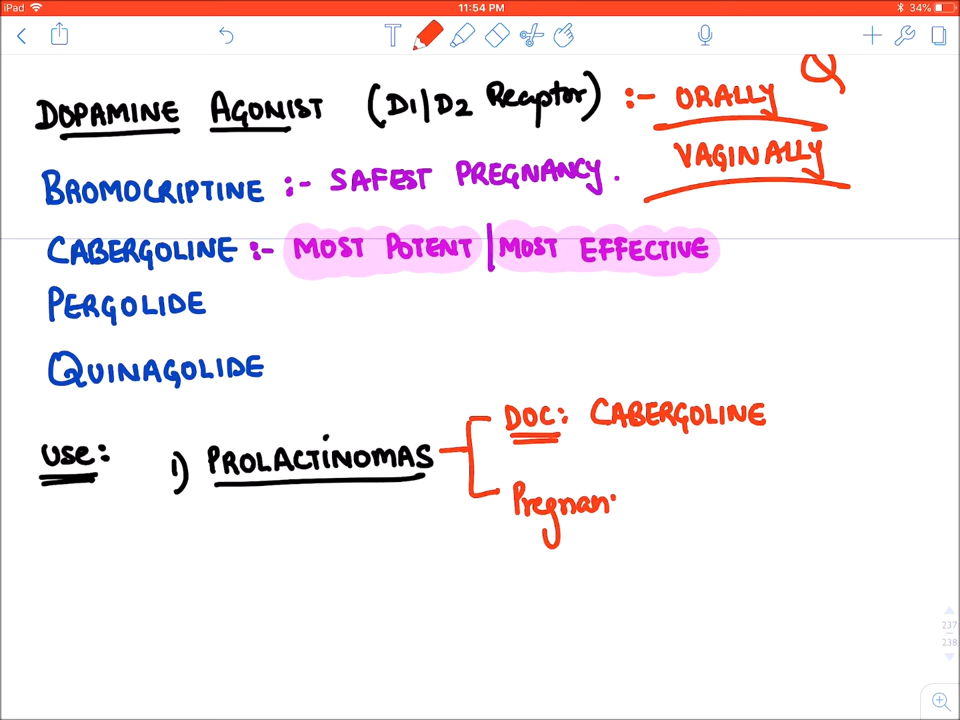 iPad 11:54 PM 34%
T
DOPAMINE AGONIST (D1/D2 Receptor) :- ORALLY
VAGINALLY
BROMOCRIPTINE :- SAFEST PREGNANCY.
CABERGOLINE :- MOST POTENT | MOST EFFECTIVE
PERGOLIDE
QUINAGOLIDE
USE: 1) PROLACTINOMAS
DOC: CABERGOLINE
Pregnan
237
238